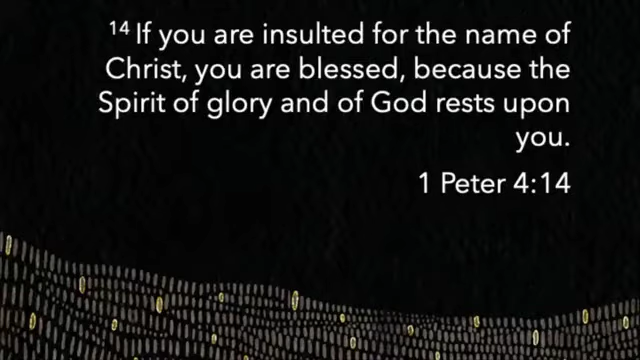 14 If you are insulted for the name of
Christ, you are blessed, because the
Spirit of glory and of God rests upon
you.
1 Peter 4:14